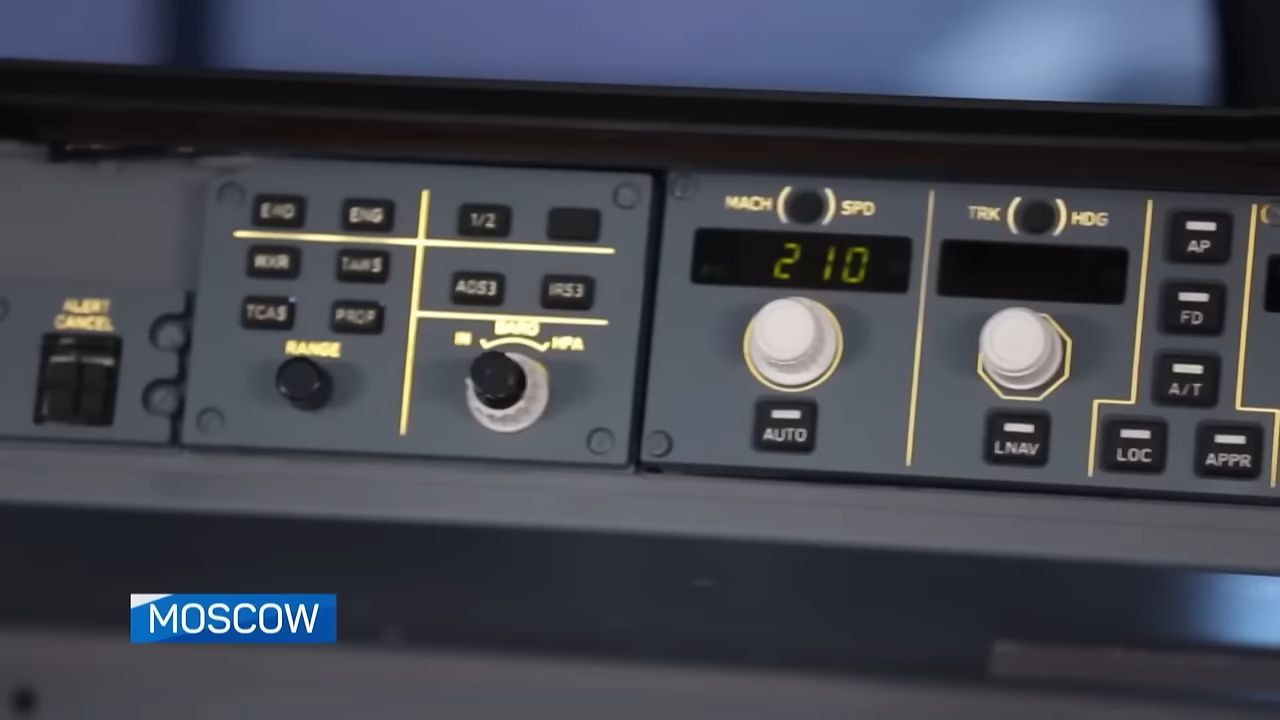 ALERT
CANCEL
ENG
1/2
WXR
TAWS
TCAS
PROF
RANGE
ADS3
IRS3
BARO
IN
HPA
MACH
SPD
210
AUTO
TRK
HDG
LNAV
AP
FD
A/T
LOC
APPR
MOSCOW